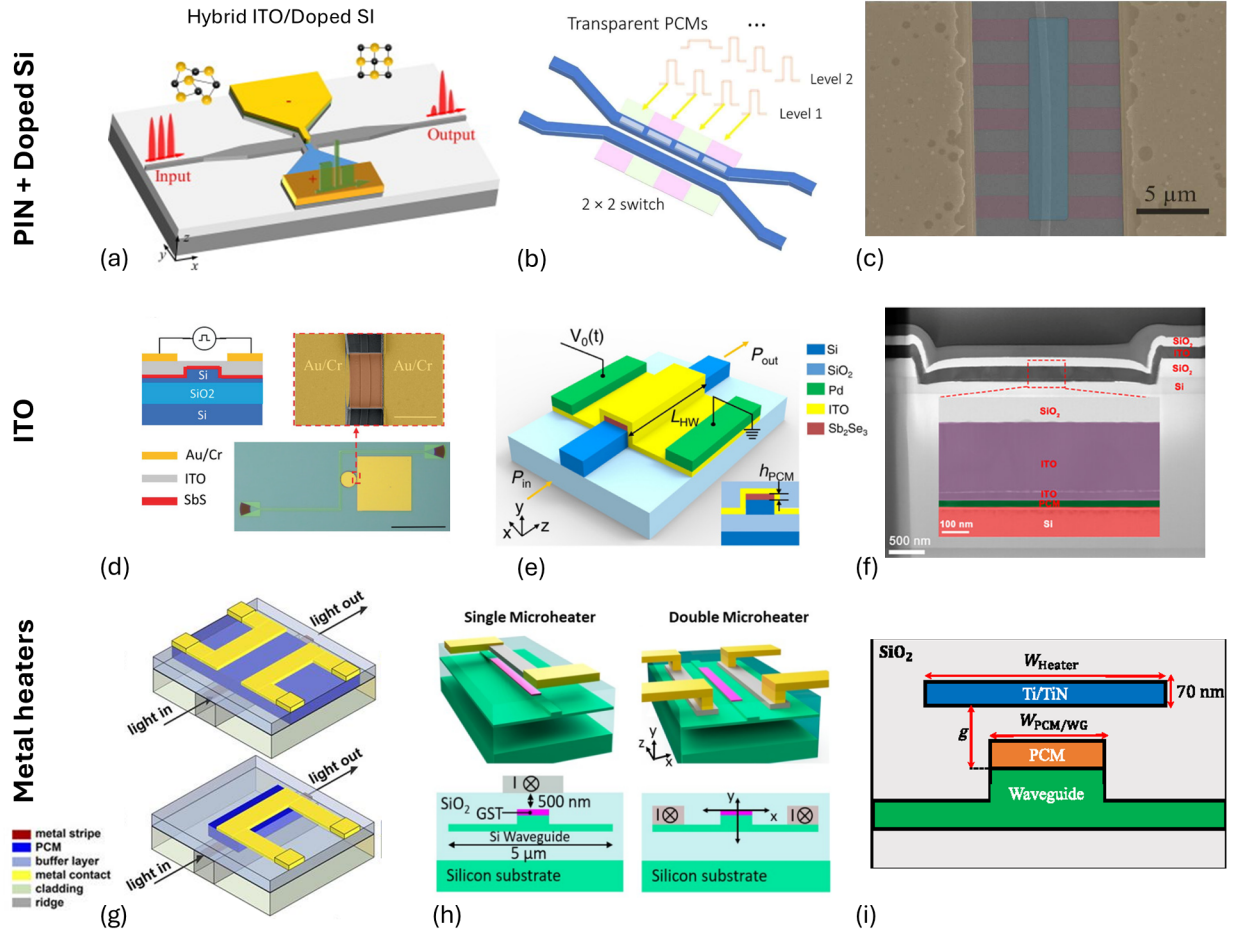 PIN + Doped Si
Hybrid ITO/Doped SI
Input
Output
z
y
x
(a)
Transparent PCMs
...
Level 2
Level 1
2 × 2 switch
(b)
5 µm
(c)
ITO
Si
SiO2
Si
Au/Cr
ITO
SbS
Au/Cr
Au/Cr
(d)
V₀(t)
Pout
LHW
Pin
y
x
z
hPCM
Si
SiO₂
Pd
ITO
Sb₂Se₃
(e)
SiO₂
ITO
SiO₂
Si
SiO₂
ITO
ITO
PCM
Si
100 nm
500 nm
(f)
Metal heaters
light out
light in
light out
light in
metal stripe
PCM
buffer layer
metal contact
cladding
ridge
(g)
Single Microheater
Double Microheater
y
z
x
I
SiO₂
500 nm
GST
Si Waveguide
5 µm
Silicon substrate
y
I
x
I
Silicon substrate
(h)
SiO₂
WHeater
Ti/TiN
70 nm
g
WPCM/WG
PCM
Waveguide
(i)